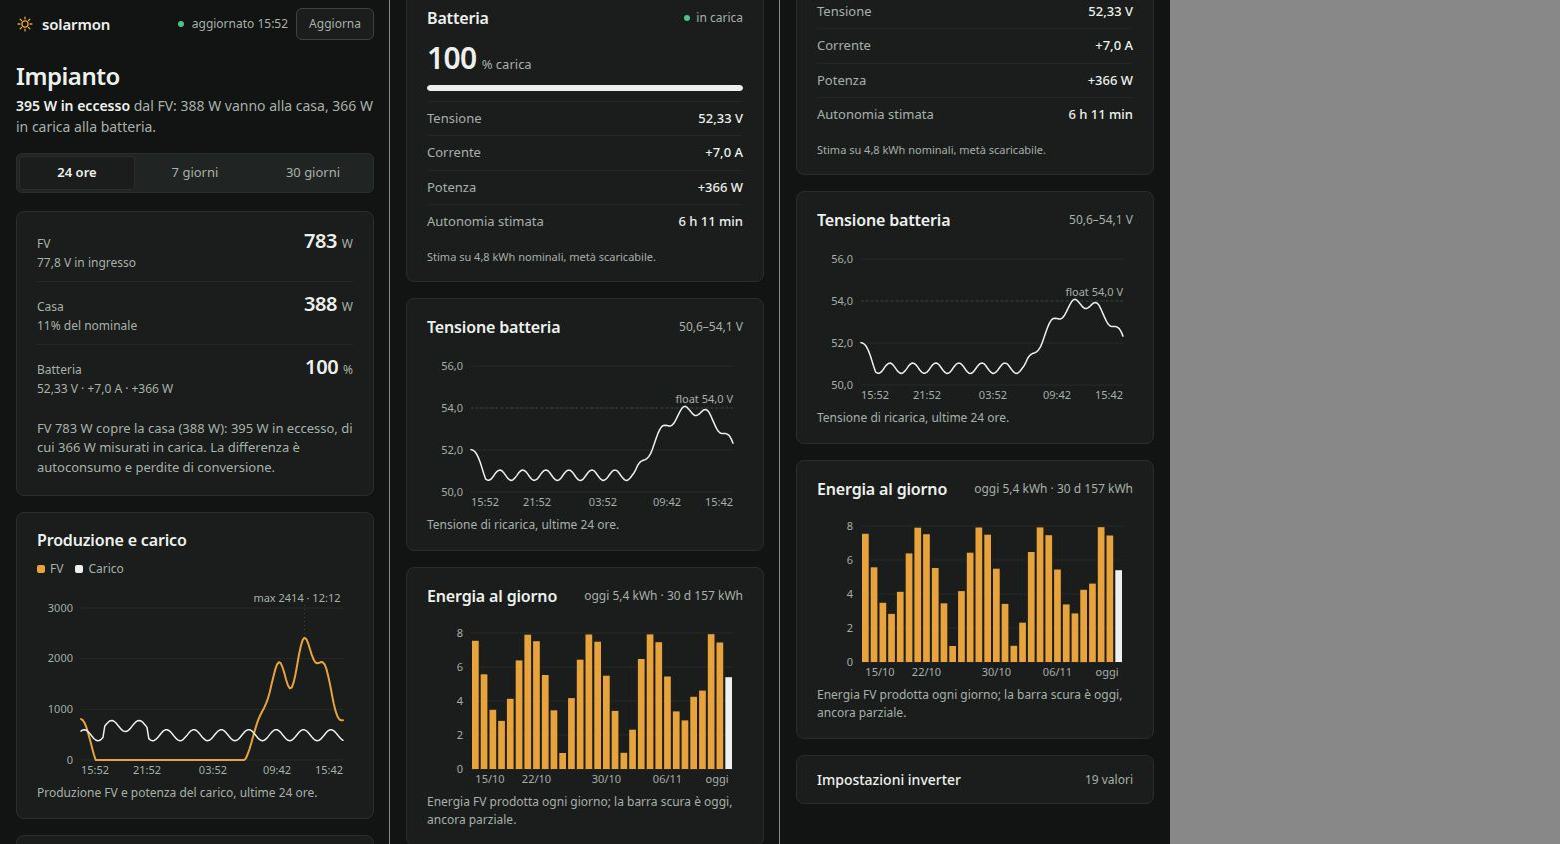 solarmon
aggiornato 15:52
Aggiorna
Impianto
395 W in eccesso dal FV: 388 W vanno alla casa, 366 W
in carica alla batteria.
24 ore
7 giorni
30 giorni
FV
783 W
77,8 V in ingresso
Casa
388 W
11% del nominale
Batteria
100 %
52,33 V · +7,0 A · +366 W
FV 783 W copre la casa (388 W): 395 W in eccesso, di
cui 366 W misurati in carica. La differenza è
autoconsumo e perdite di conversione.
Produzione e carico
FV
Carico
max 2414 · 12:12
3000
2000
1000
0
15:52 21:52 03:52 09:42 15:42
Produzione FV e potenza del carico, ultime 24 ore.
Batteria
in carica
100 % carica
Tensione 52,33 V
Corrente +7,0 A
Potenza +366 W
Autonomia stimata 6 h 11 min
Stima su 4,8 kWh nominali, metà scaricabile.
Tensione batteria
50,6–54,1 V
56,0
float 54,0 V
54,0
52,0
50,0
15:52 21:52 03:52 09:42 15:42
Tensione di ricarica, ultime 24 ore.
Energia al giorno
oggi 5,4 kWh · 30 d 157 kWh
8
6
4
2
0
15/10 22/10 30/10 06/11 oggi
Energia FV prodotta ogni giorno; la barra scura è oggi,
ancora parziale.
Tensione 52,33 V
Corrente +7,0 A
Potenza +366 W
Autonomia stimata 6 h 11 min
Stima su 4,8 kWh nominali, metà scaricabile.
Tensione batteria
50,6–54,1 V
56,0
float 54,0 V
54,0
52,0
50,0
15:52 21:52 03:52 09:42 15:42
Tensione di ricarica, ultime 24 ore.
Energia al giorno
oggi 5,4 kWh · 30 d 157 kWh
8
6
4
2
0
15/10 22/10 30/10 06/11 oggi
Energia FV prodotta ogni giorno; la barra scura è oggi,
ancora parziale.
Impostazioni inverter
19 valori